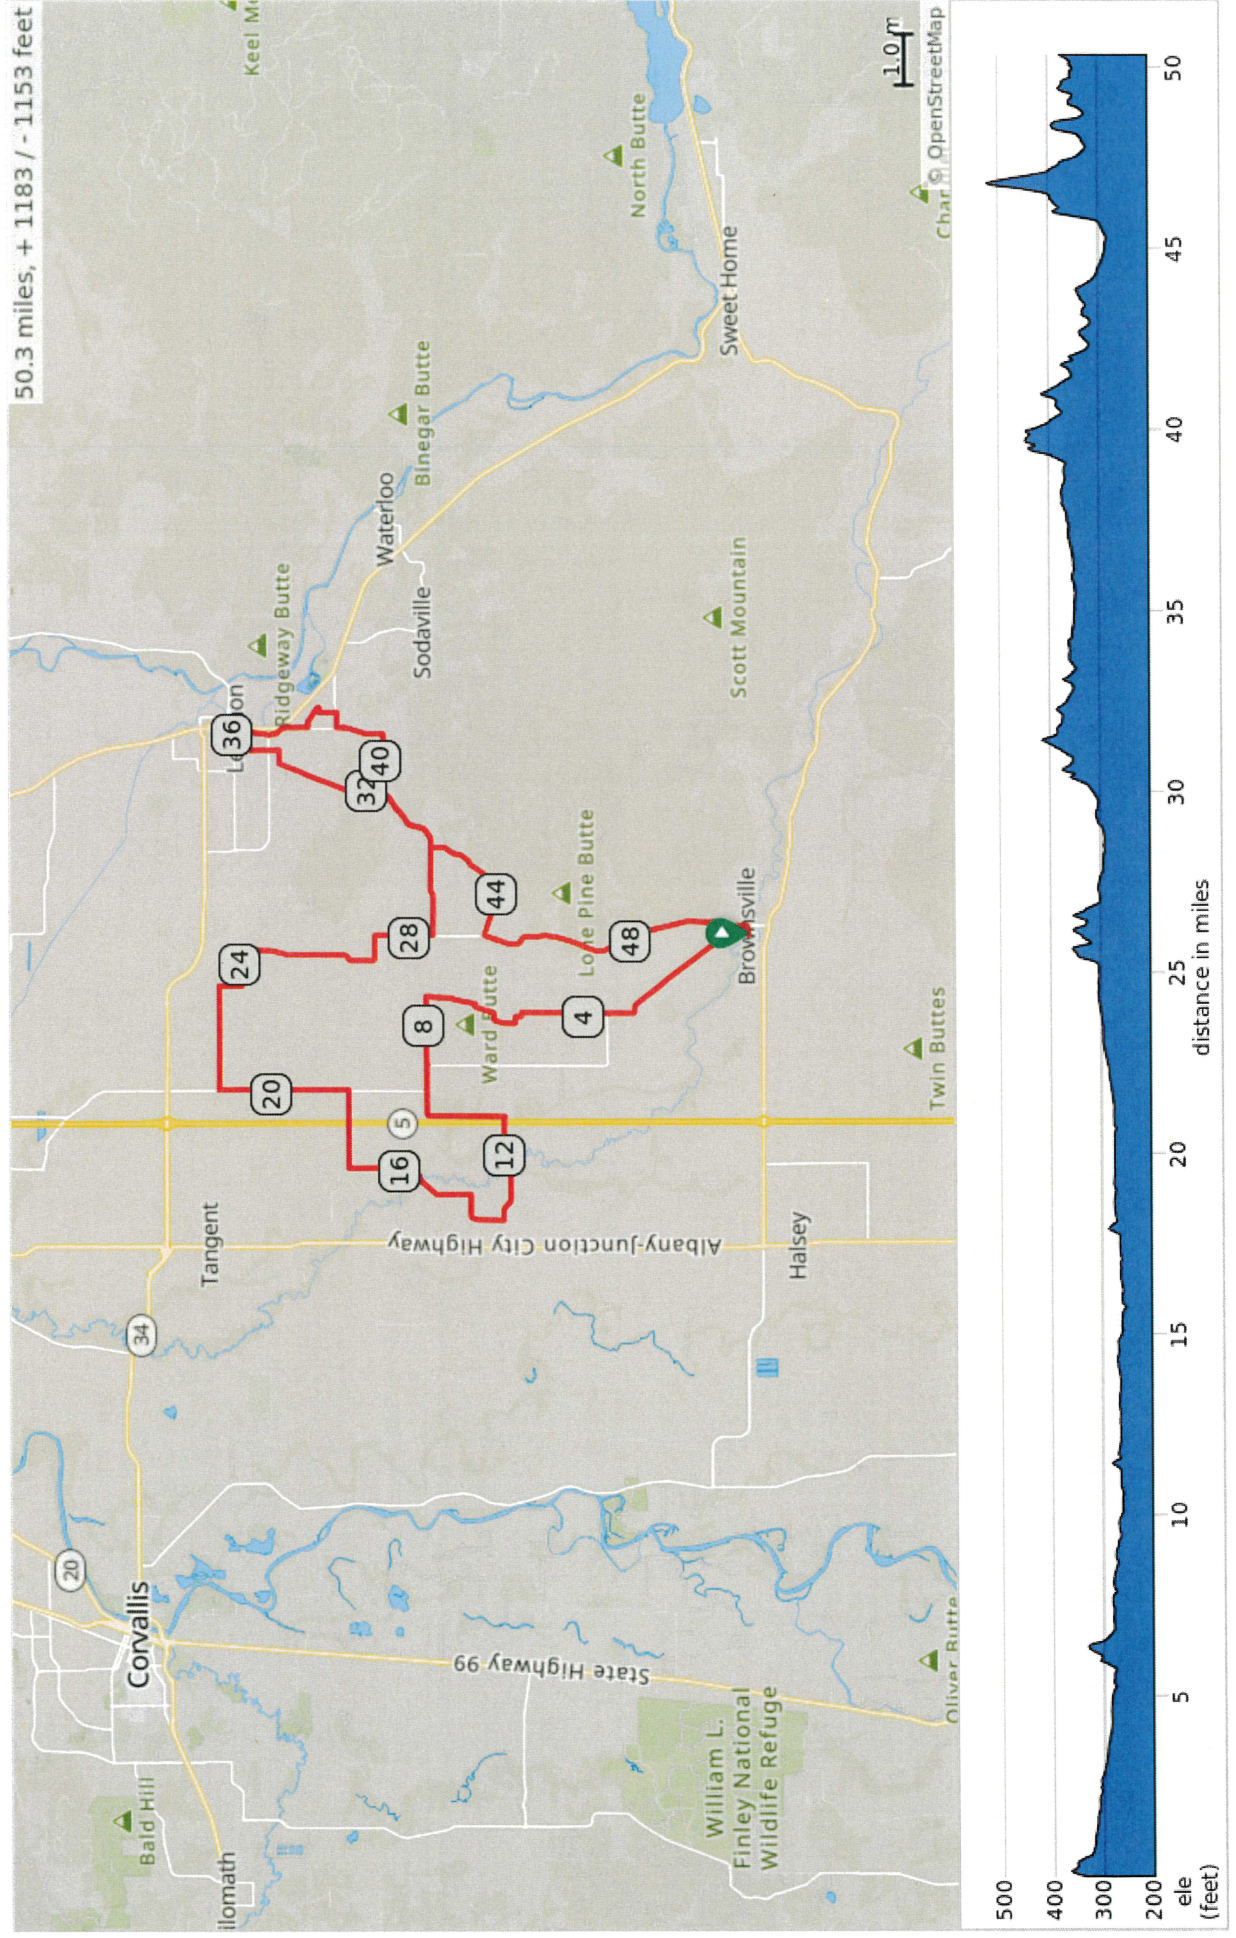 50.3 miles, + 1183 / - 1153 feet
Keel
20
Corvallis
34
Tangent
Bald Hill
ilomath
24
20
36
Ridgeway Butte
5
16
28
8
32
40
Waterloo
Binegar Butte
Sodaville
Albany-Junction City Highway
State Highway 99
12
Ward Butte
44
4
Lone Pine Butte
48
North Butte
Sweet Home
Scott Mountain
Brownsville
Halsey
William L.
Finley National
Wildlife Refuge
Twin Buttes
Oliver Butte
1.0 m
© OpenStreetMap
500
400
300
200
ele
(feet)
5
10
15
20
25
30
35
40
45
50
distance in miles